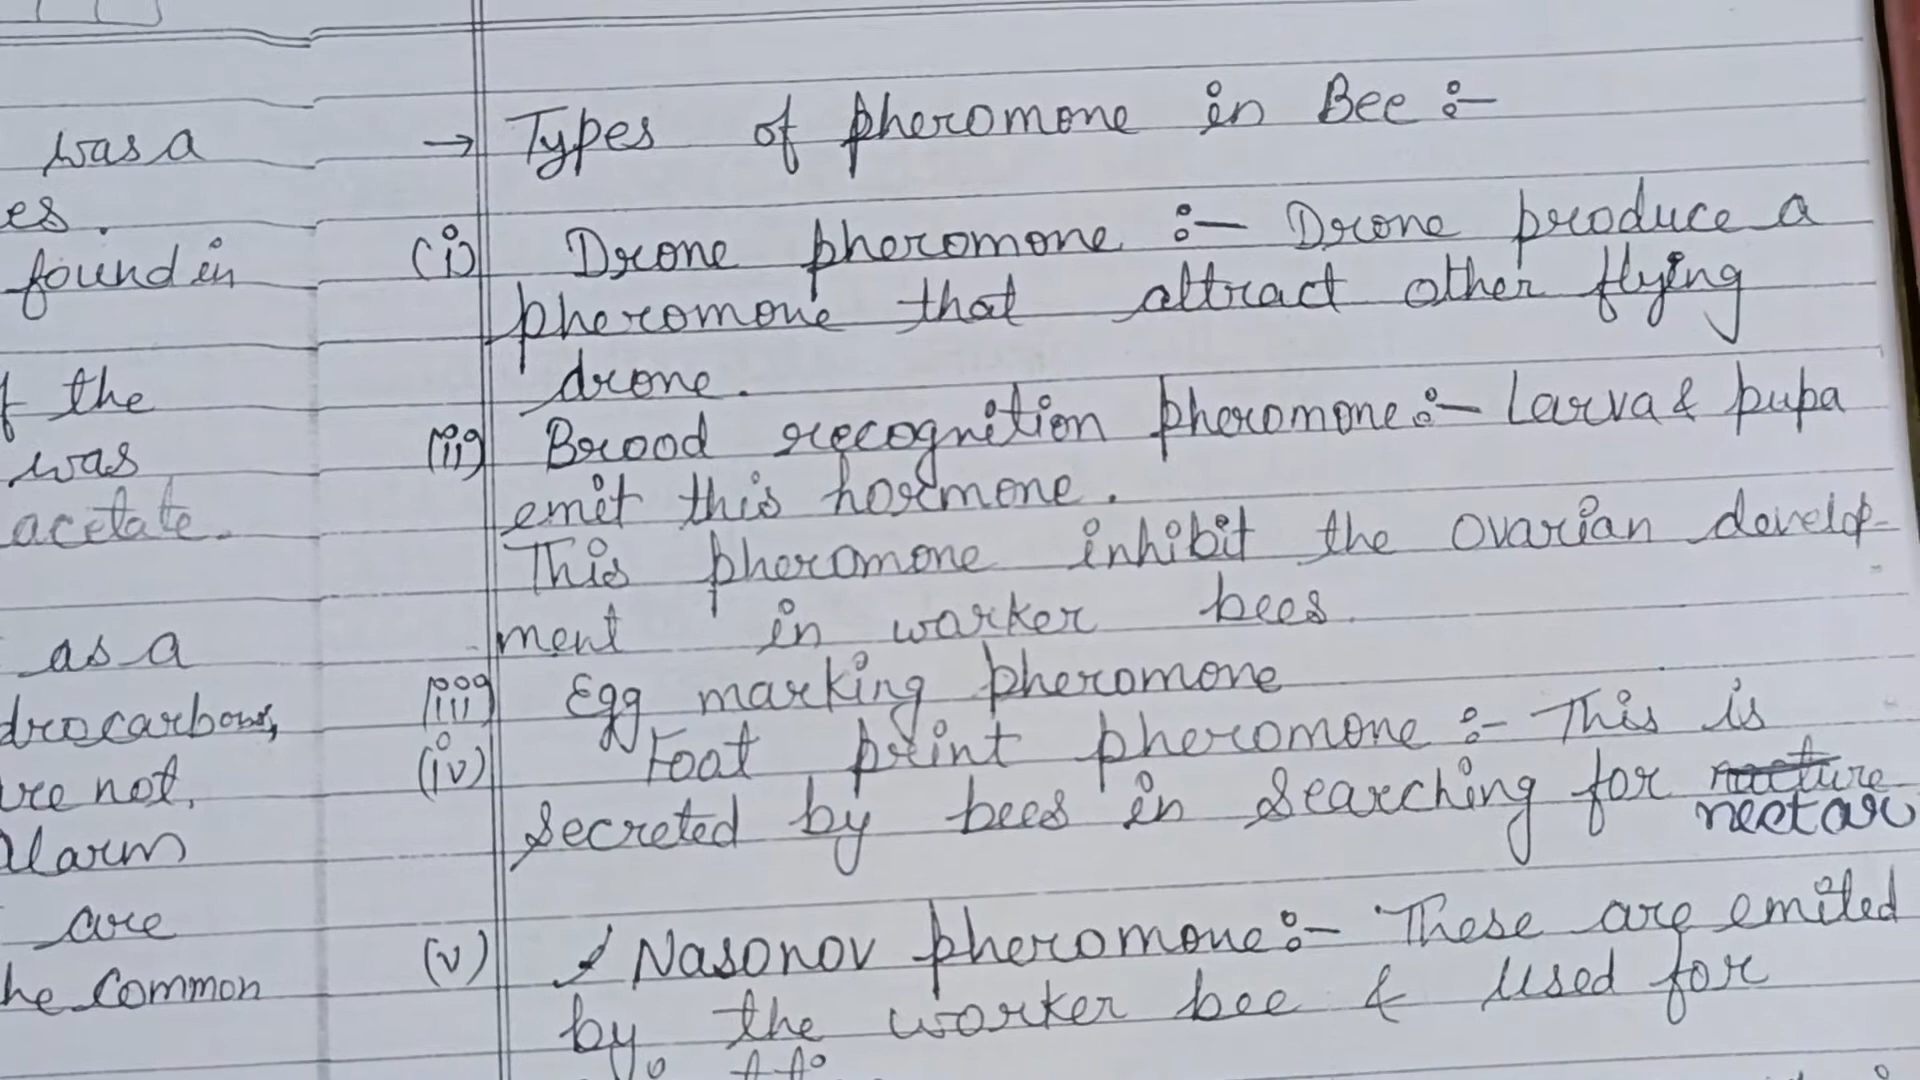 was a
es.
found in
f the
was
acetate.
as a
drocarbons,
are not,
alarm
are
he common
→ Types of pheromone in Bee :-
(i) Drone pheromone :- Drone produce a
pheromone that attract other flying
drone.
(ii) Brood recognition pheromone :- Larva & pupa
emit this hormone.
This pheromone inhibit the ovarian develop-
ment in worker bees.
(iii) Egg marking pheromone
(iv) Foot print pheromone :- This is
secreted by bees in searching for
nectar
(v) Nasonov pheromone :- These are emited
by the worker bee & used for